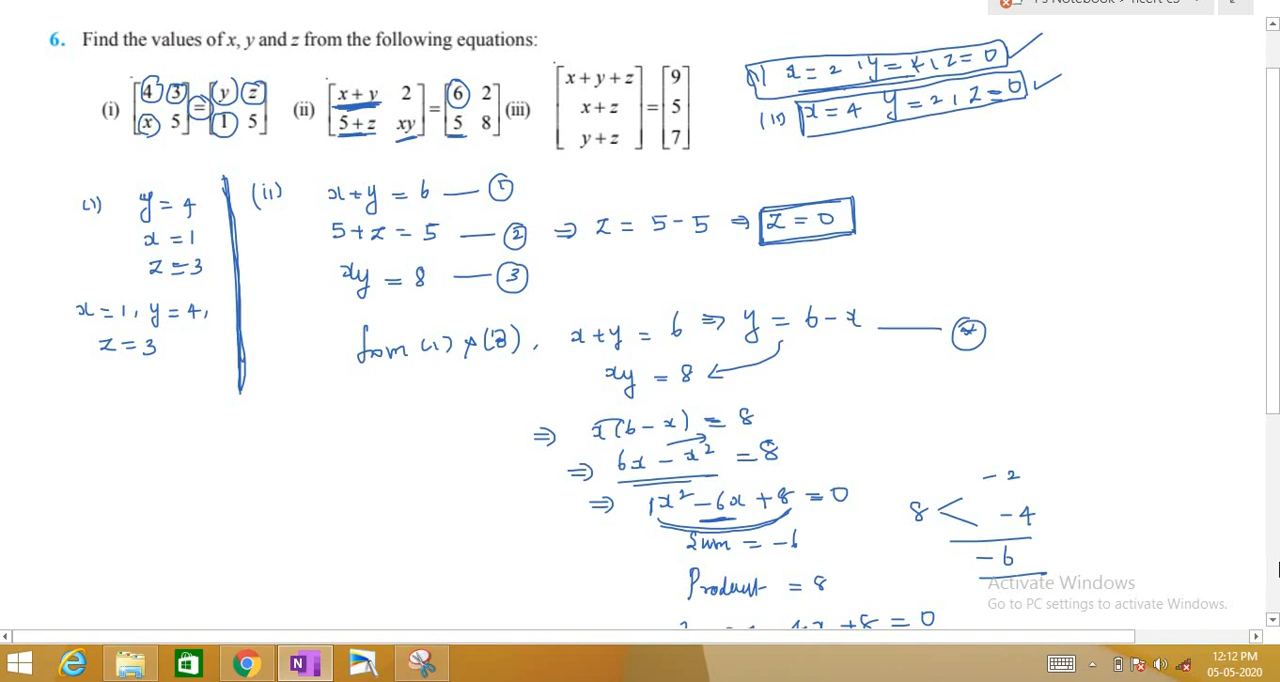 6. Find the values of x, y and z from the following equations:
(i) [4 3 x 5] = [y z 1 5] (ii) [x + y 2 5 + z xy] = [6 2 5 8] (iii) [x + y + z x + z y + z] = [9 5 7]
(i) x = 2, y = 4, z = 0
(ii) x = 4 y = 2, z = 0
(i) y = 4
x = 1
z = 3
x = 1, y = 4,
z = 3
(ii) x + y = 6 — ①
5 + z = 5 — ② ⇒ z = 5 - 5 ⇒ z = 0
xy = 8 — ③
from (1) & (3), x + y = 6 ⇒ y = 6 - x — (*)
xy = 8
⇒ x(6 - x) = 8
⇒ 6x - x² = 8
⇒ 1x² - 6x + 8 = 0
Sum = -6
Product = 8
+8 = 0
8 < -2
-4
-6
Activate Windows
Go to PC settings to activate Windows.
12:12 PM
05-05-2020